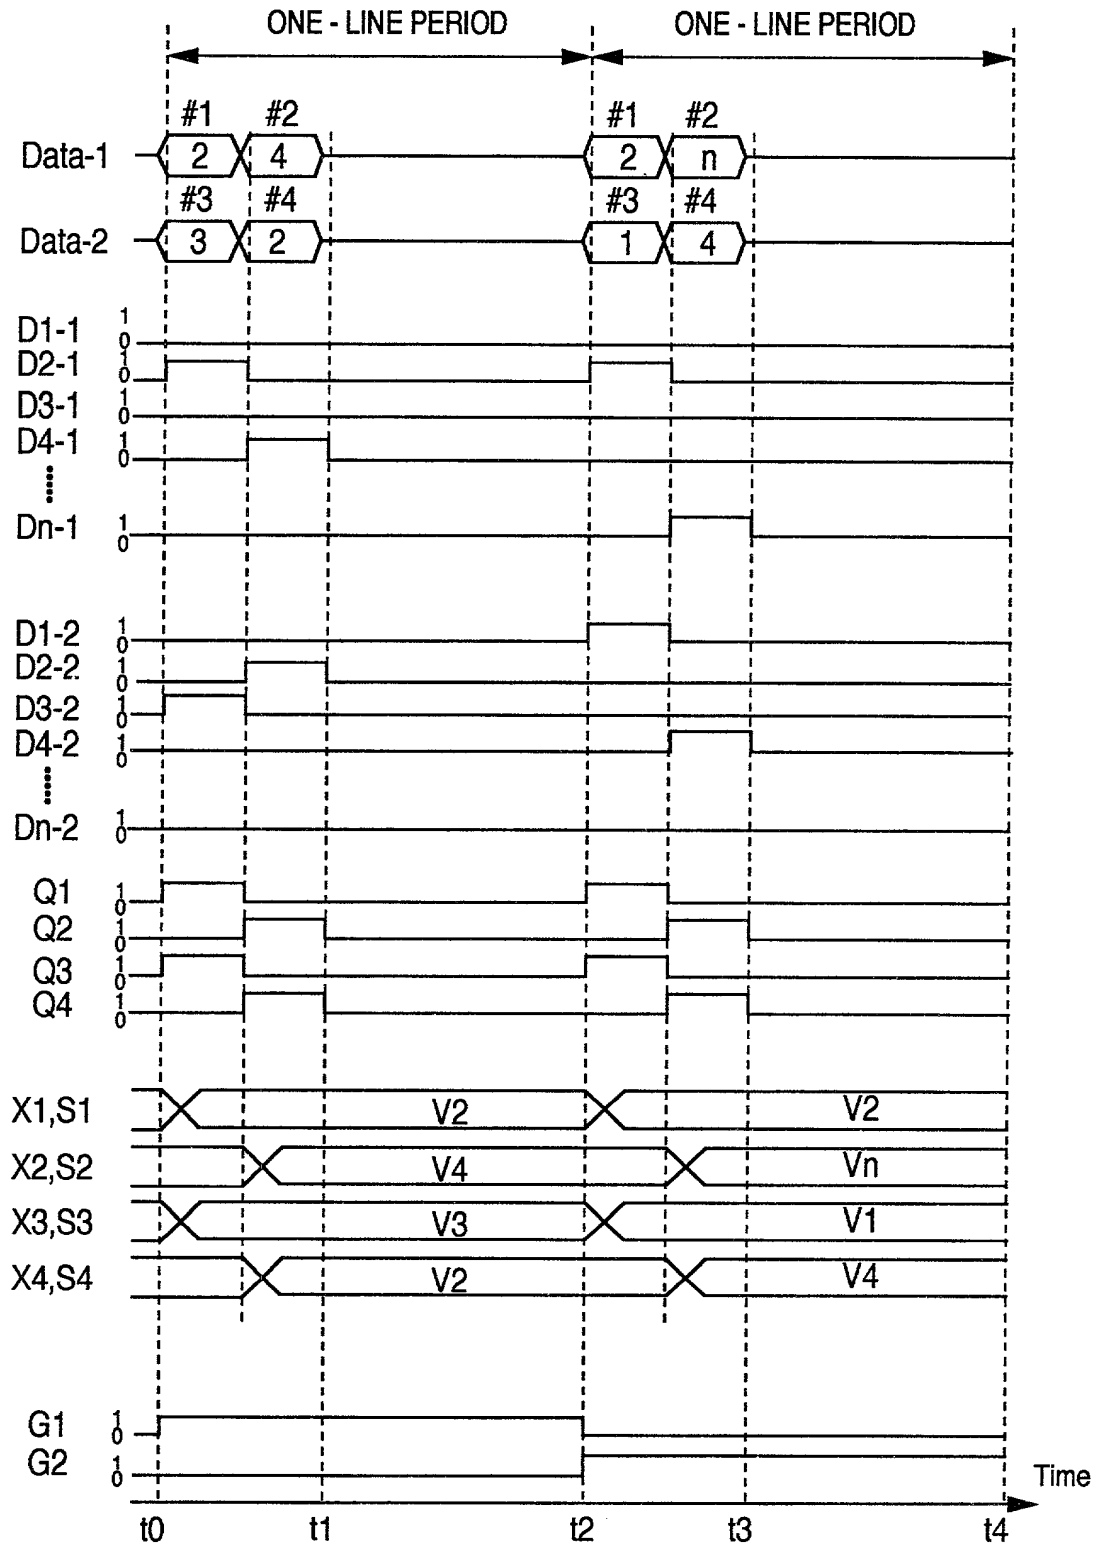 ONE - LINE PERIOD ONE - LINE PERIOD
#1 #2 #1 #2
Data-1 2 4 2 n
#3 #4 #3 #4
Data-2 3 2 1 4
D1-1 1 0
D2-1 1 0
D3-1 1 0
D4-1 1 0
Dn-1 1 0
D1-2 1 0
D2-2 1 0
D3-2 1 0
D4-2 1 0
Dn-2 1 0
Q1 1 0
Q2 1 0
Q3 1 0
Q4 1 0
X1,S1 V2 V2
X2,S2 V4 Vn
X3,S3 V3 V1
X4,S4 V2 V4
G1 1 0
G2 1 0
Time
t0 t1 t2 t3 t4